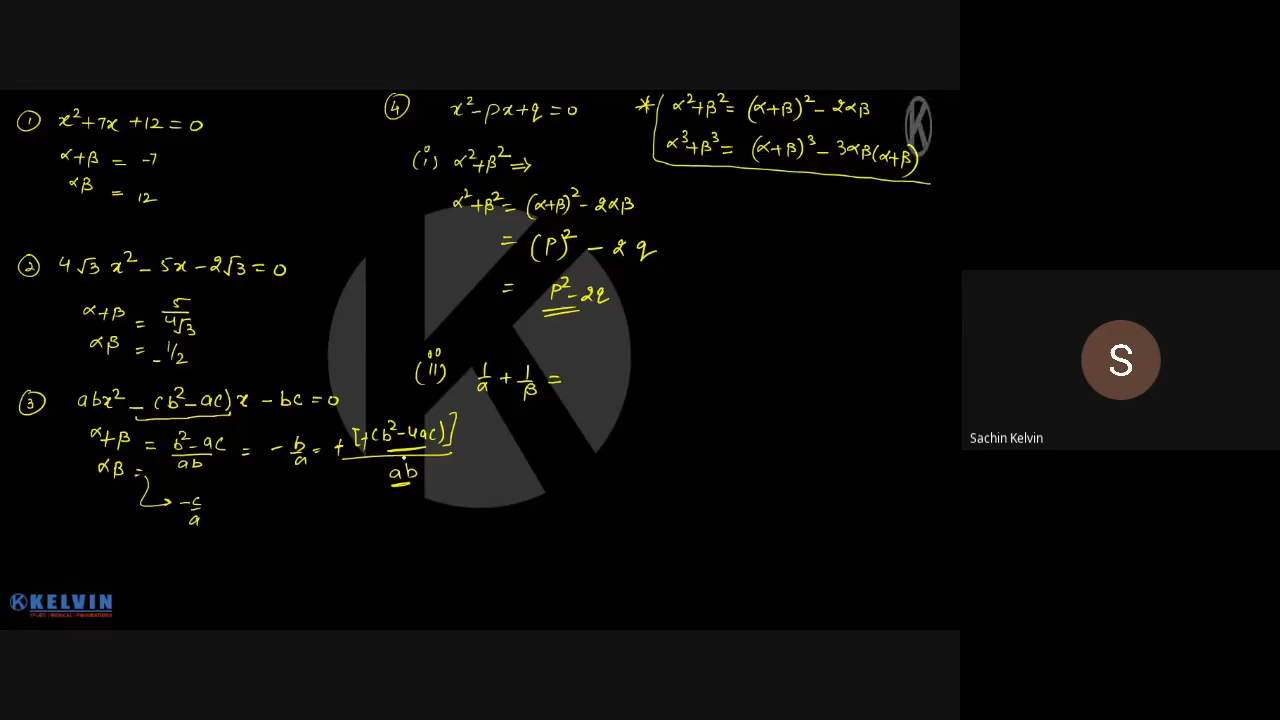 ① x²+7x+12=0
α+β = -7
αβ = 12
② 4√3 x² - 5x - 2√3 = 0
α+β = 5/4√3
αβ = -1/2
③ abx² - (b²-ac)x - bc = 0
α+β = b²-ac/ab = -b/a = +[+(b²-4ac)]/ab
αβ =
→ -c/a
④ x²-px+q=0
(i) α²+β² ⇒
α²+β² = (α+β)² - 2αβ
= (P)² - 2q
= P²-2q
(ii) 1/α + 1/β =
* α²+β² = (α+β)² - 2αβ
α³+β³ = (α+β)³ - 3αβ(α+β)
K
KELVIN
S
Sachin Kelvin